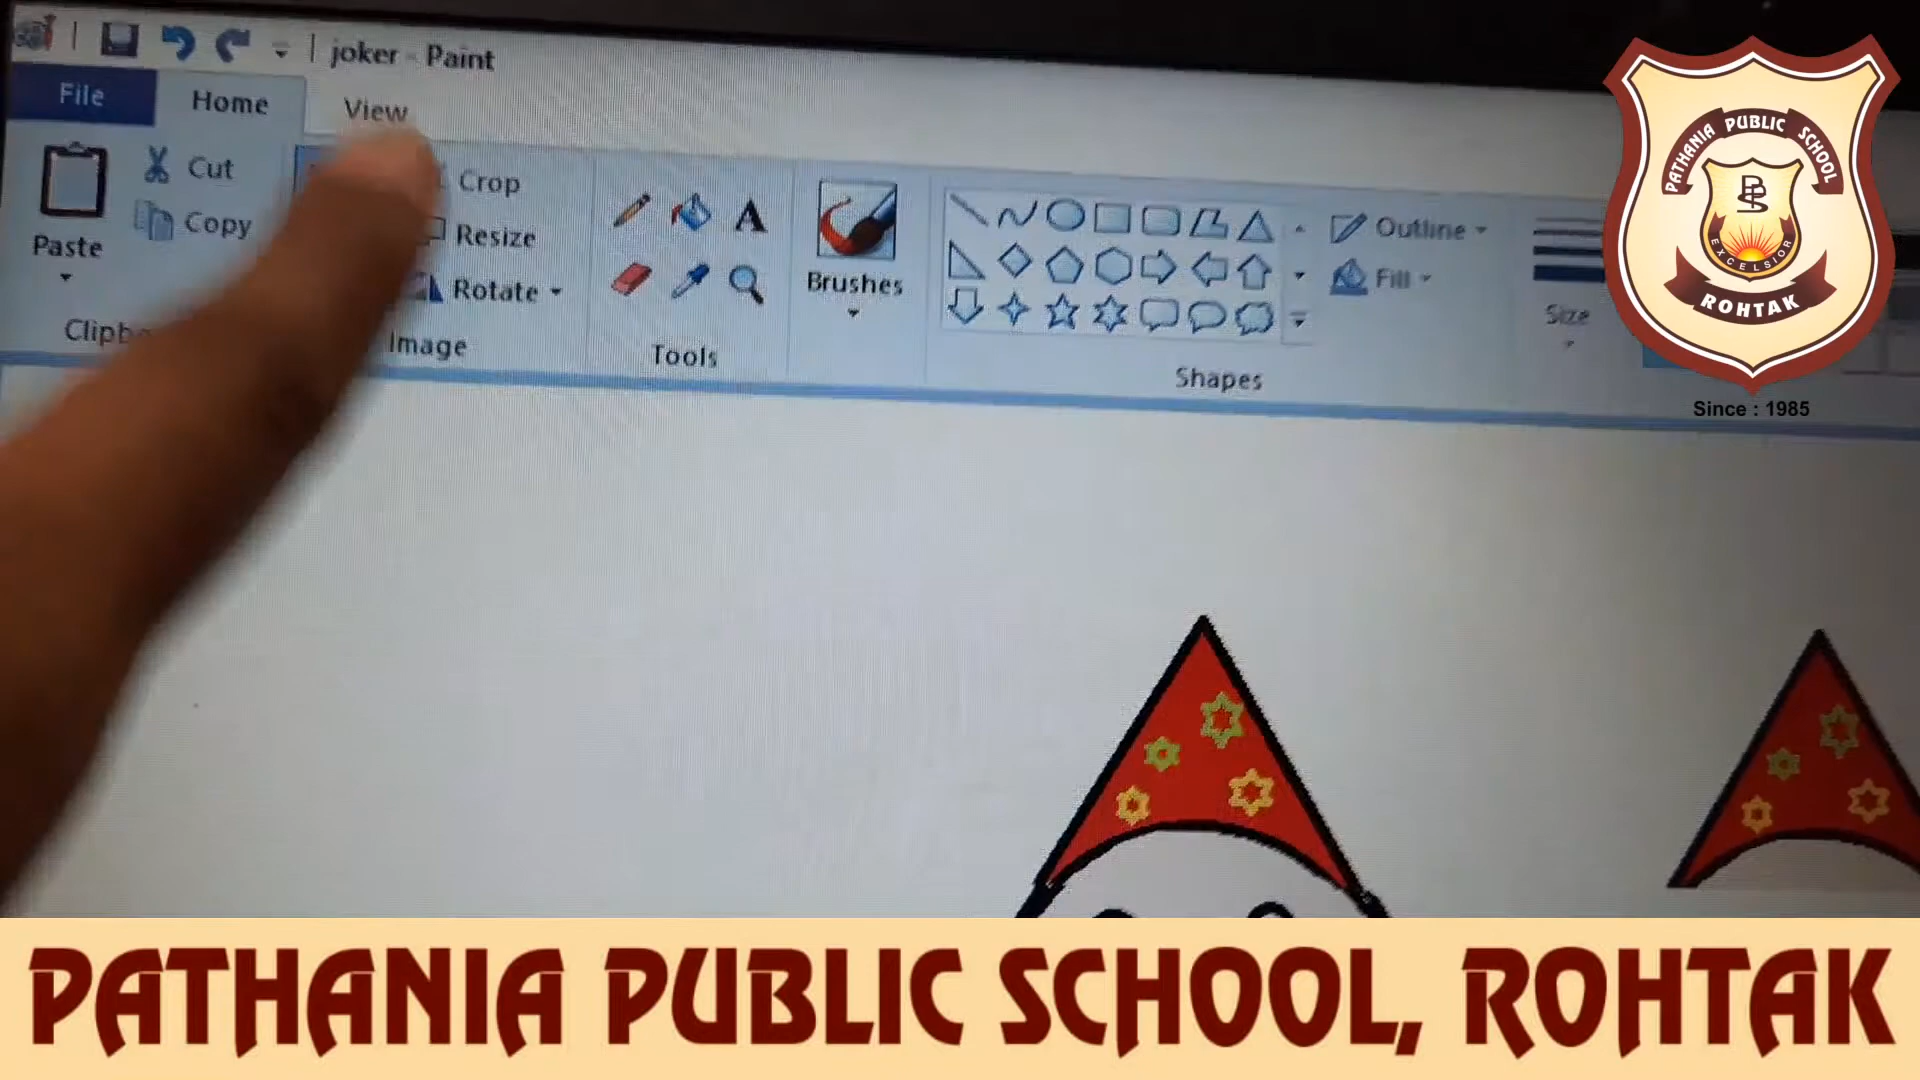 joker - Paint
File
Home
View
Paste
Cut
Copy
Crop
Resize
Rotate
Image
Tools
A
Brushes
Shapes
Outline
Fill
Size
PATHANIA PUBLIC SCHOOL
EXCELSIOR
ROHTAK
Since : 1985
PATHANIA PUBLIC SCHOOL, ROHTAK